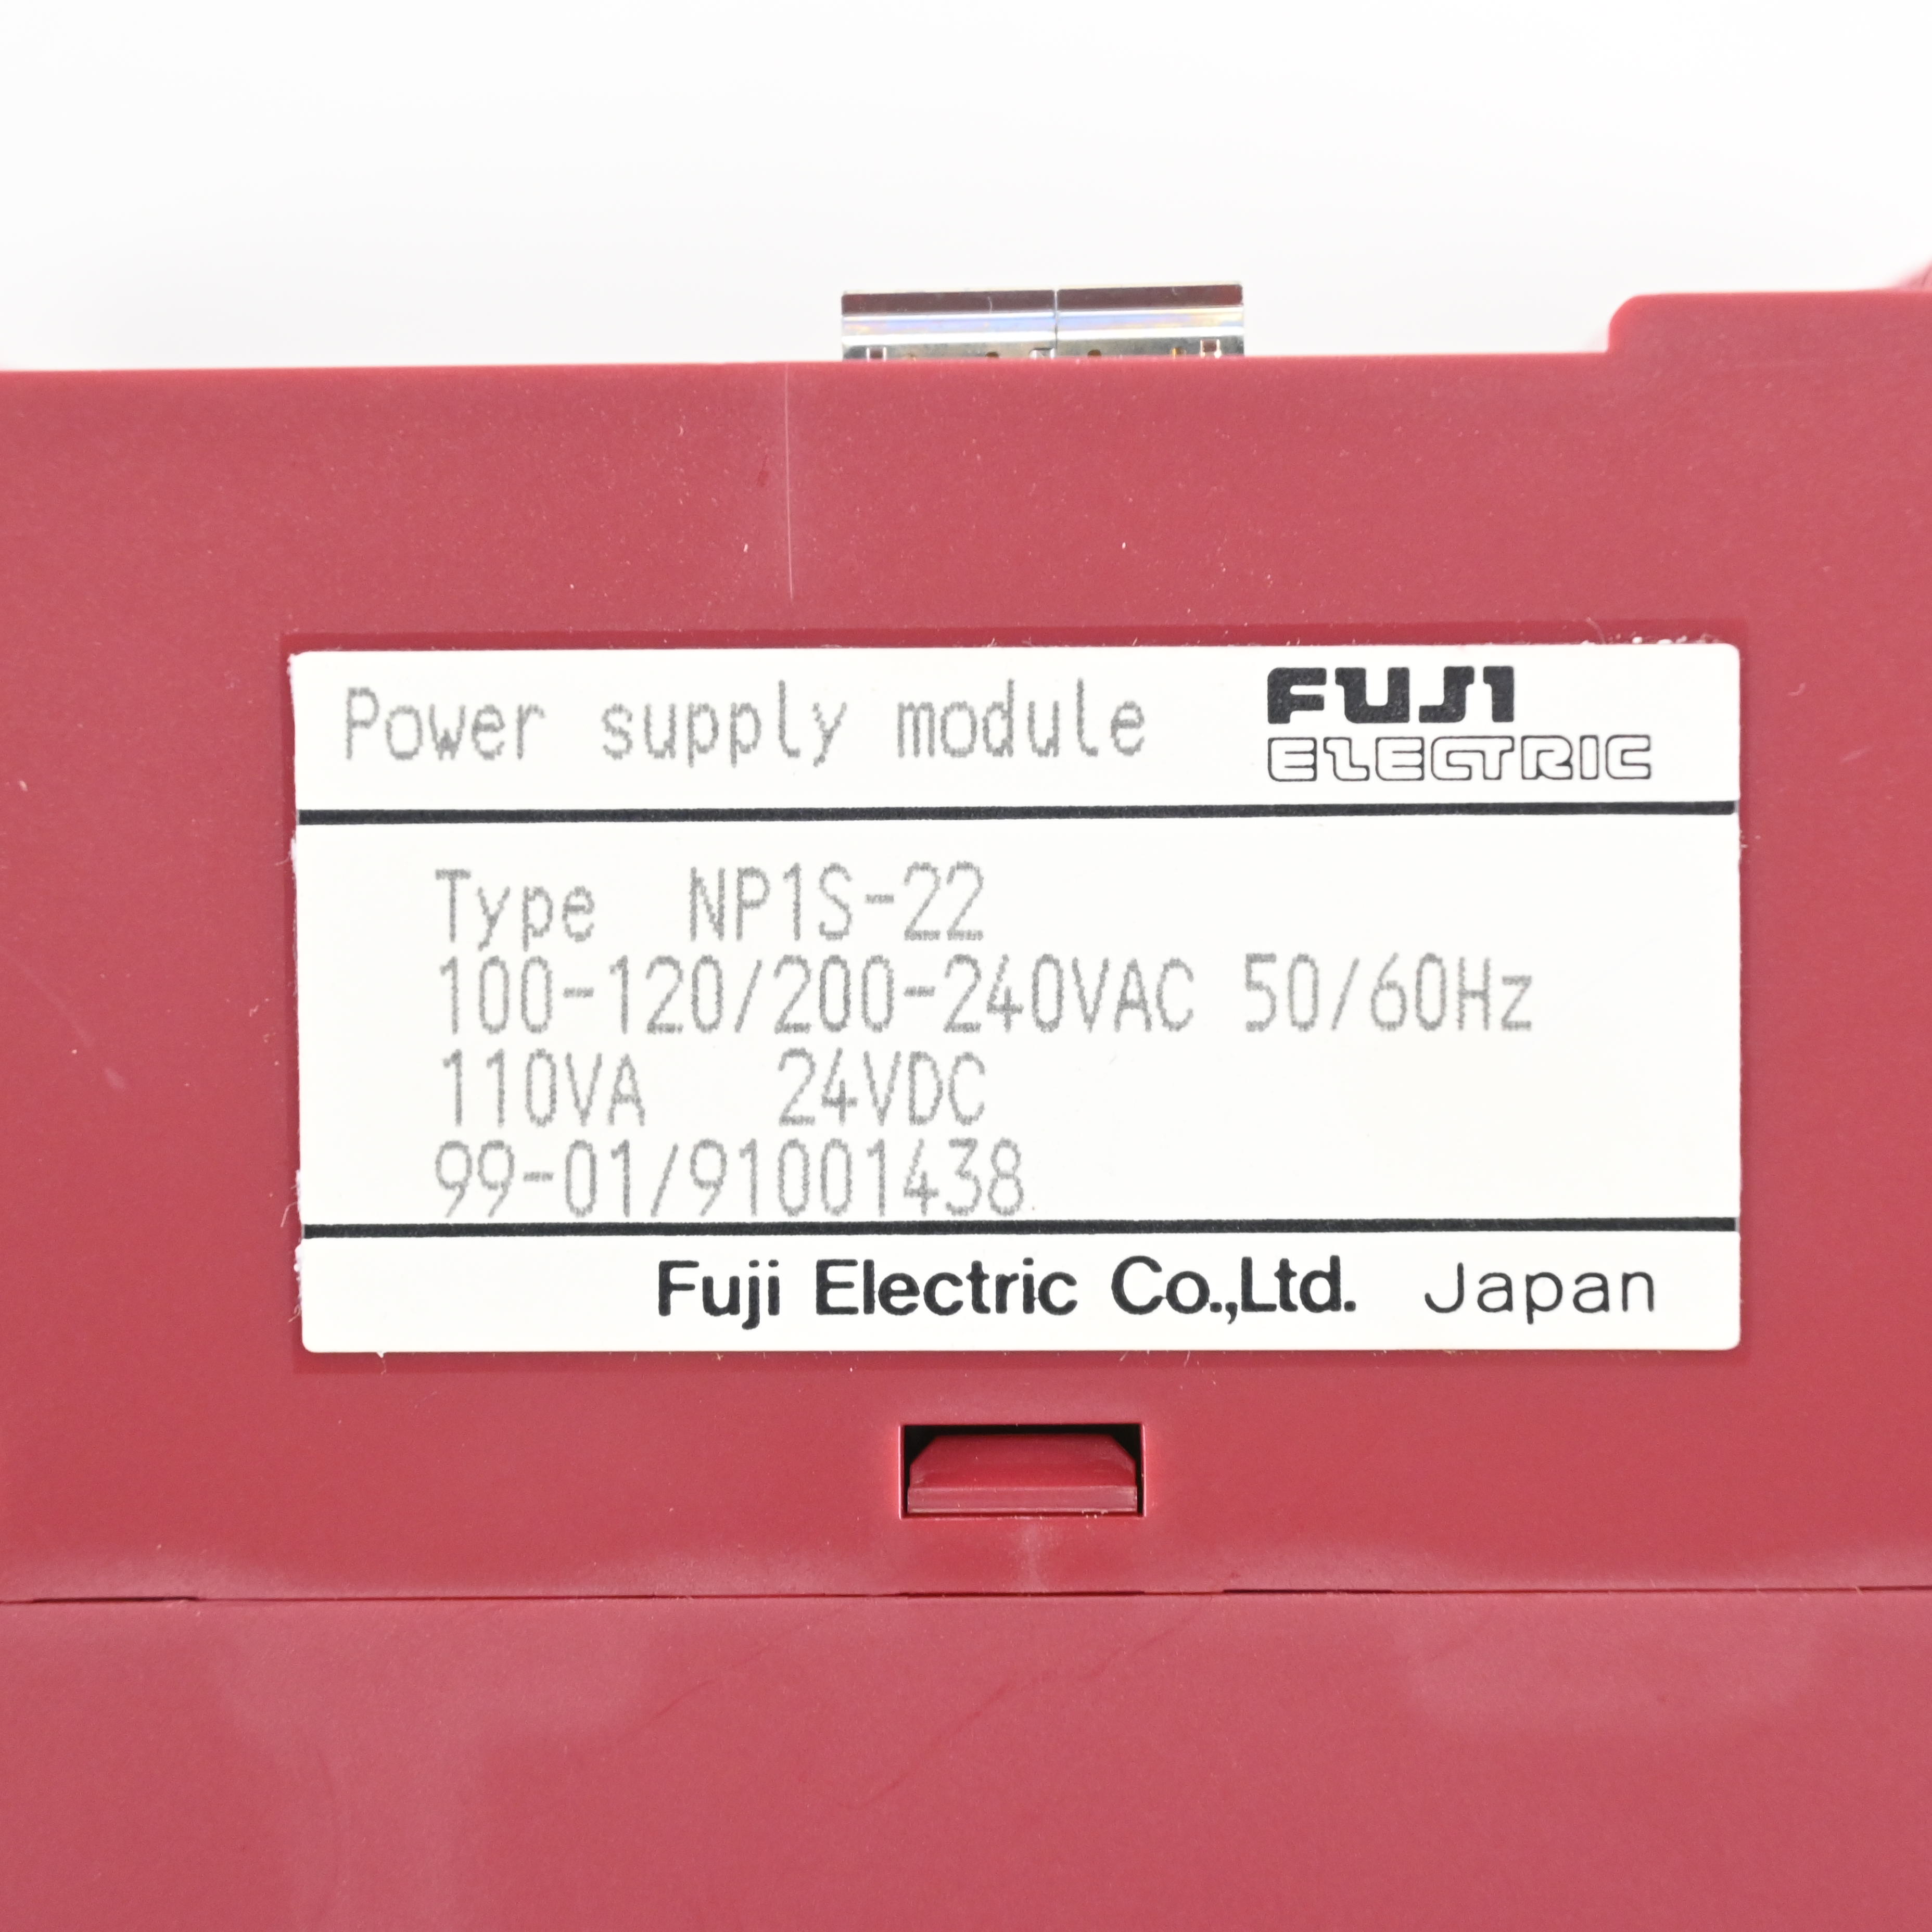 Power supply module
FUJI
ELECTRIC
Type NP1S-22
100-120/200-240VAC 50/60Hz
110VA 24VDC
99-01/91001438
Fuji Electric Co.,Ltd. Japan